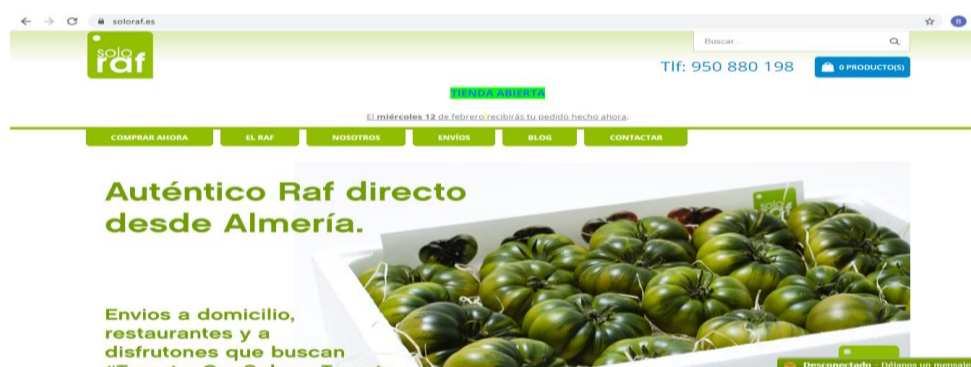 soloraf.es
B
solo
raf
Buscar...
Tlf: 950 880 198
0 PRODUCTO(S)
TIENDA ABIERTA
El miércoles 12 de febrero recibirás tu pedido hecho ahora.
COMPRAR AHORA EL RAF NOSOTROS ENVÍOS BLOG CONTACTAR
Auténtico Raf directo
desde Almería.
solo
Envios a domicilio,
restaurantes y a
disfrutones que buscan
Desconectado - Déjanos un mensaje